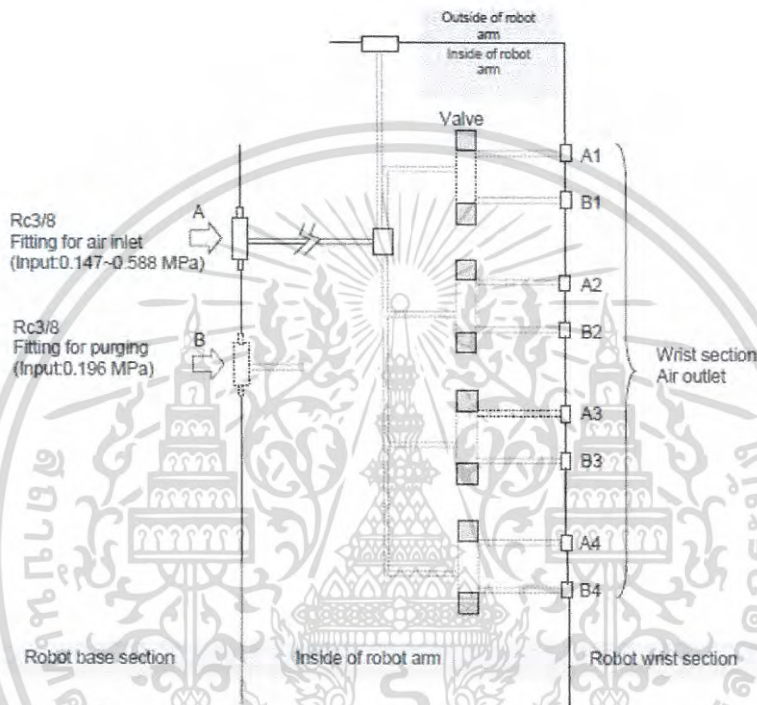 Outside of robot
arm
Inside of robot
arm
Valve
A1
B1
Rc3/8
Fitting for air inlet
(Input:0.147~0.588 MPa)
A
A2
B2
Rc3/8
Fitting for purging
(Input:0.196 MPa)
B
Wrist section
Air outlet
A3
B3
A4
B4
Robot base section
Inside of robot arm
Robot wrist section